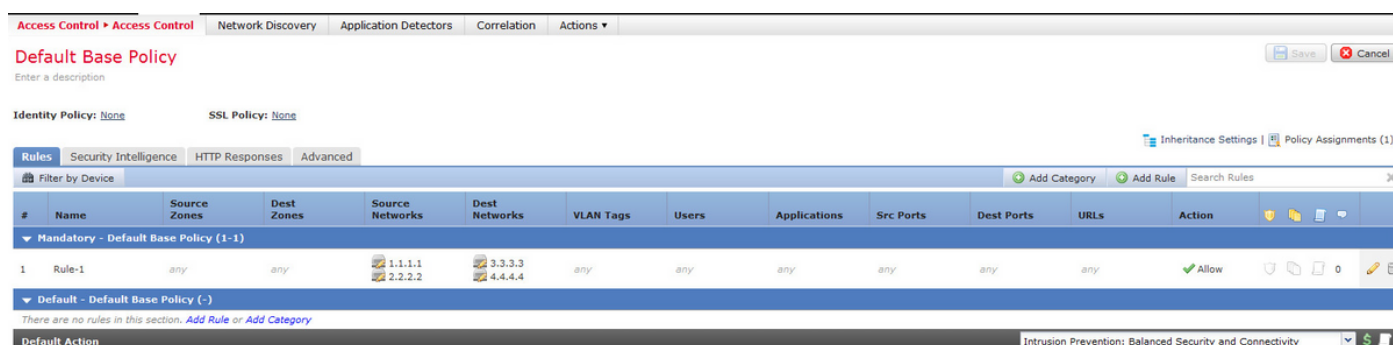 Access Control ▸ Access Control Network Discovery Application Detectors Correlation Actions ▾
Default Base Policy
Save Cancel
Enter a description
Identity Policy: None SSL Policy: None
Inheritance Settings | Policy Assignments (1)
Rules Security Intelligence HTTP Responses Advanced
Filter by Device Add Category Add Rule Search Rules
# Name Source Zones Dest Zones Source Networks Dest Networks VLAN Tags Users Applications Src Ports Dest Ports URLs Action
Mandatory - Default Base Policy (1-1)
1 Rule-1 any any 1.1.1.1 3.3.3.3 any any any any any any Allow 0
2.2.2.2 4.4.4.4
Default - Default Base Policy (-)
There are no rules in this section. Add Rule or Add Category
Default Action Intrusion Prevention: Balanced Security and Connectivity